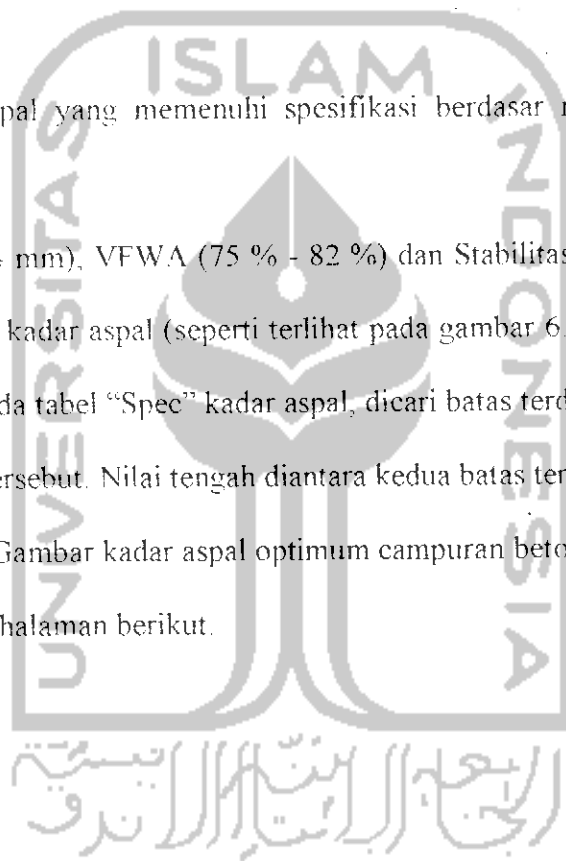 ISLAM
UNIVERSITAS
INDONESIA
pal yang memenuhi spesifikasi berdasar
mm), VFWA (75 % - 82 %) dan Stabilitas
kadar aspal (seperti terlihat pada gambar 6.
da tabel “Spec” kadar aspal, dicari batas terd
ersebut. Nilai tengah diantara kedua batas ter
Gambar kadar aspal optimum campuran beto
halaman berikut.